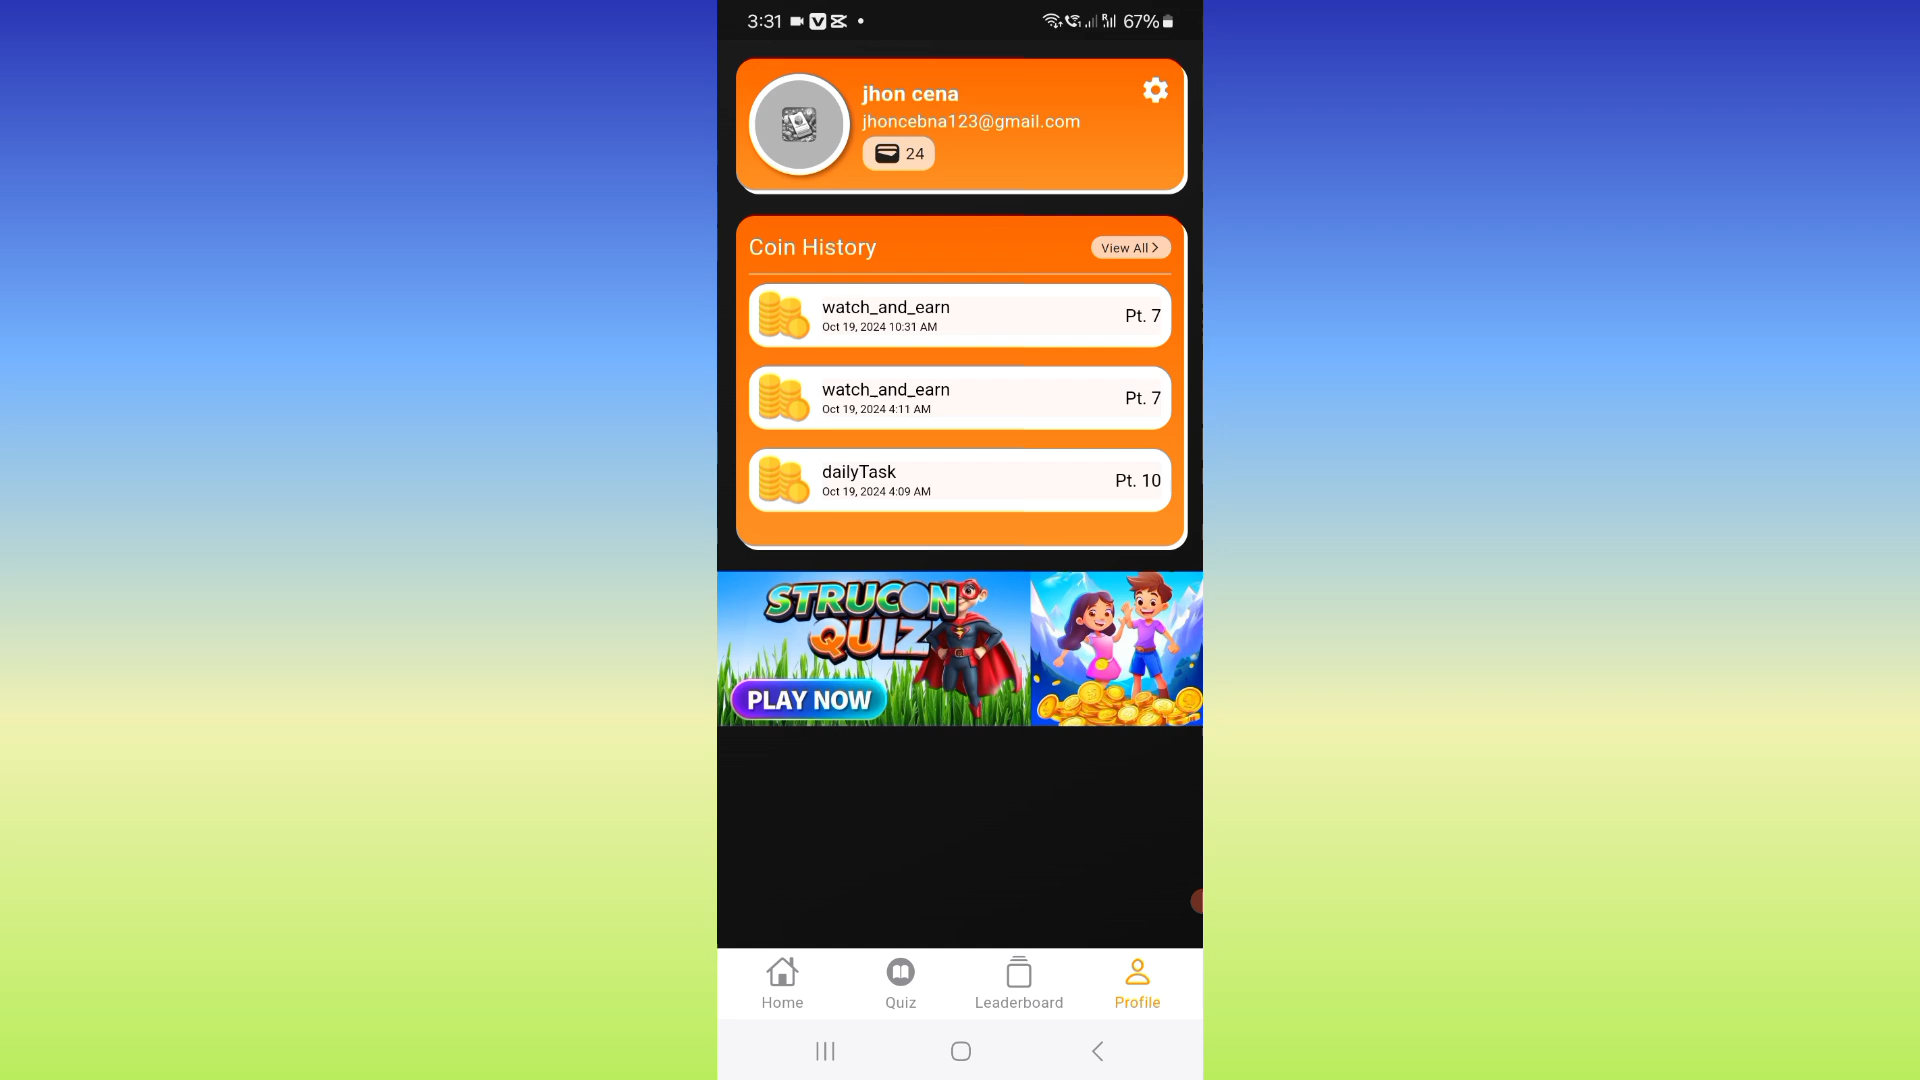 3:31
67%
jhon cena
jhoncebna123@gmail.com
24
Coin History
View All
watch_and_earn
Pt. 7
Oct 19, 2024 10:31 AM
watch_and_earn
Pt. 7
Oct 19, 2024 4:11 AM
dailyTask
Pt. 10
Oct 19, 2024 4:09 AM
STRUCON
QUIZ
PLAY NOW
Home
Quiz
Leaderboard
Profile